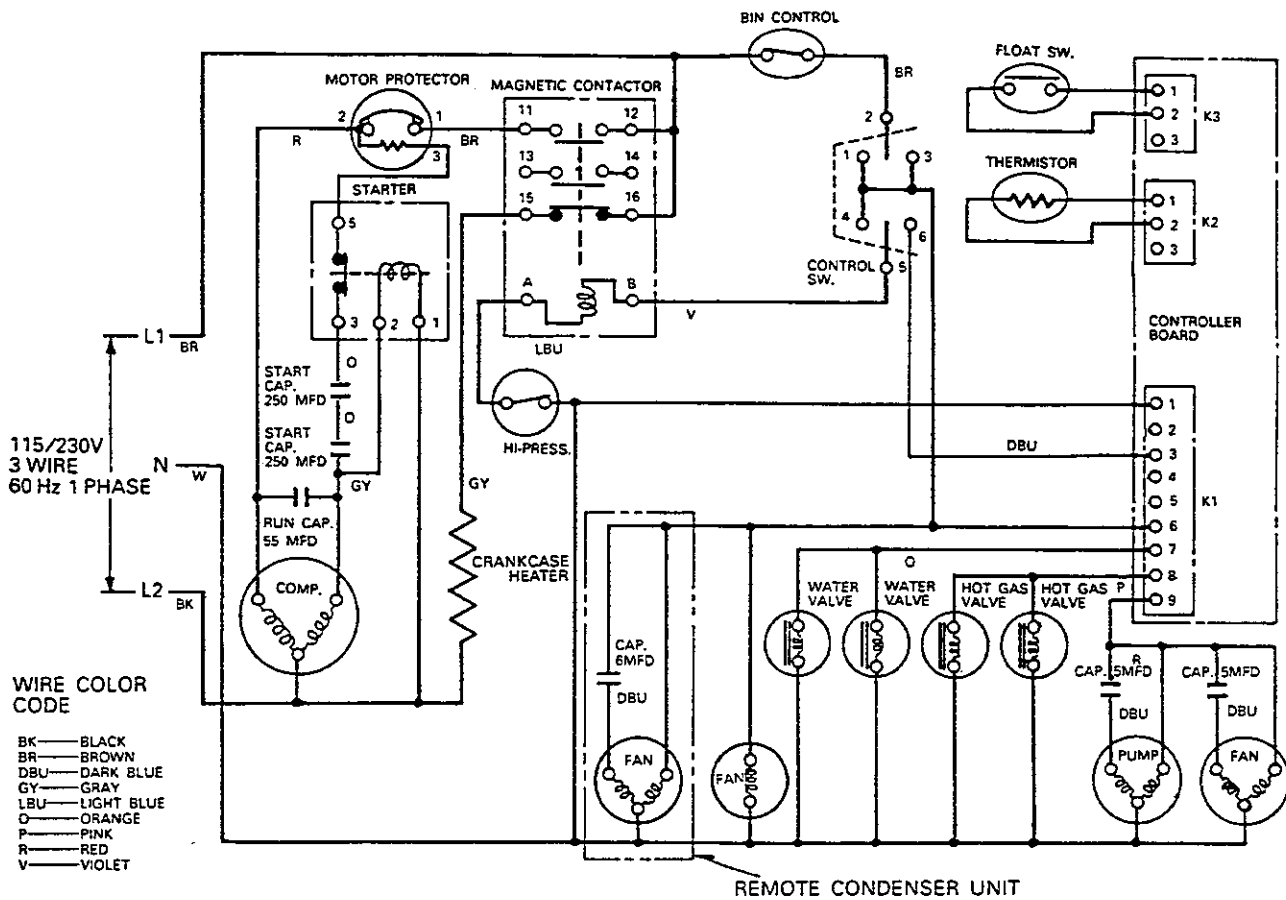 BIN CONTROL
FLOAT SW.
BR
MOTOR PROTECTOR
MAGNETIC CONTACTOR
2
1
11
12
R
BR
3
13
14
15
16
STARTER
5
3
2
1
A
B
LBU
V
2
1
3
4
6
5
CONTROL
SW.
1
2
3
K3
THERMISTOR
1
2
3
K2
CONTROLLER
BOARD
L1
BR
O
START
CAP.
250 MFD
O
START
CAP.
250 MFD
HI-PRESS.
115/230V
3 WIRE
60 Hz 1 PHASE
N
W
GY
GY
RUN CAP.
55 MFD
CRANKCASE
HEATER
L2
BK
COMP.
DBU
1
2
3
4
5
6
7
8
9
K1
O
P
WATER
VALVE
WATER
VALVE
HOT GAS
VALVE
HOT GAS
VALVE
CAP.
6MFD
DBU
FAN
FAN
R
CAP. 5MFD
DBU
PUMP
CAP. 5MFD
DBU
FAN
WIRE COLOR
CODE
BK BLACK
BR BROWN
DBU DARK BLUE
GY GRAY
LBU LIGHT BLUE
O ORANGE
P PINK
R RED
V VIOLET
REMOTE CONDENSER UNIT